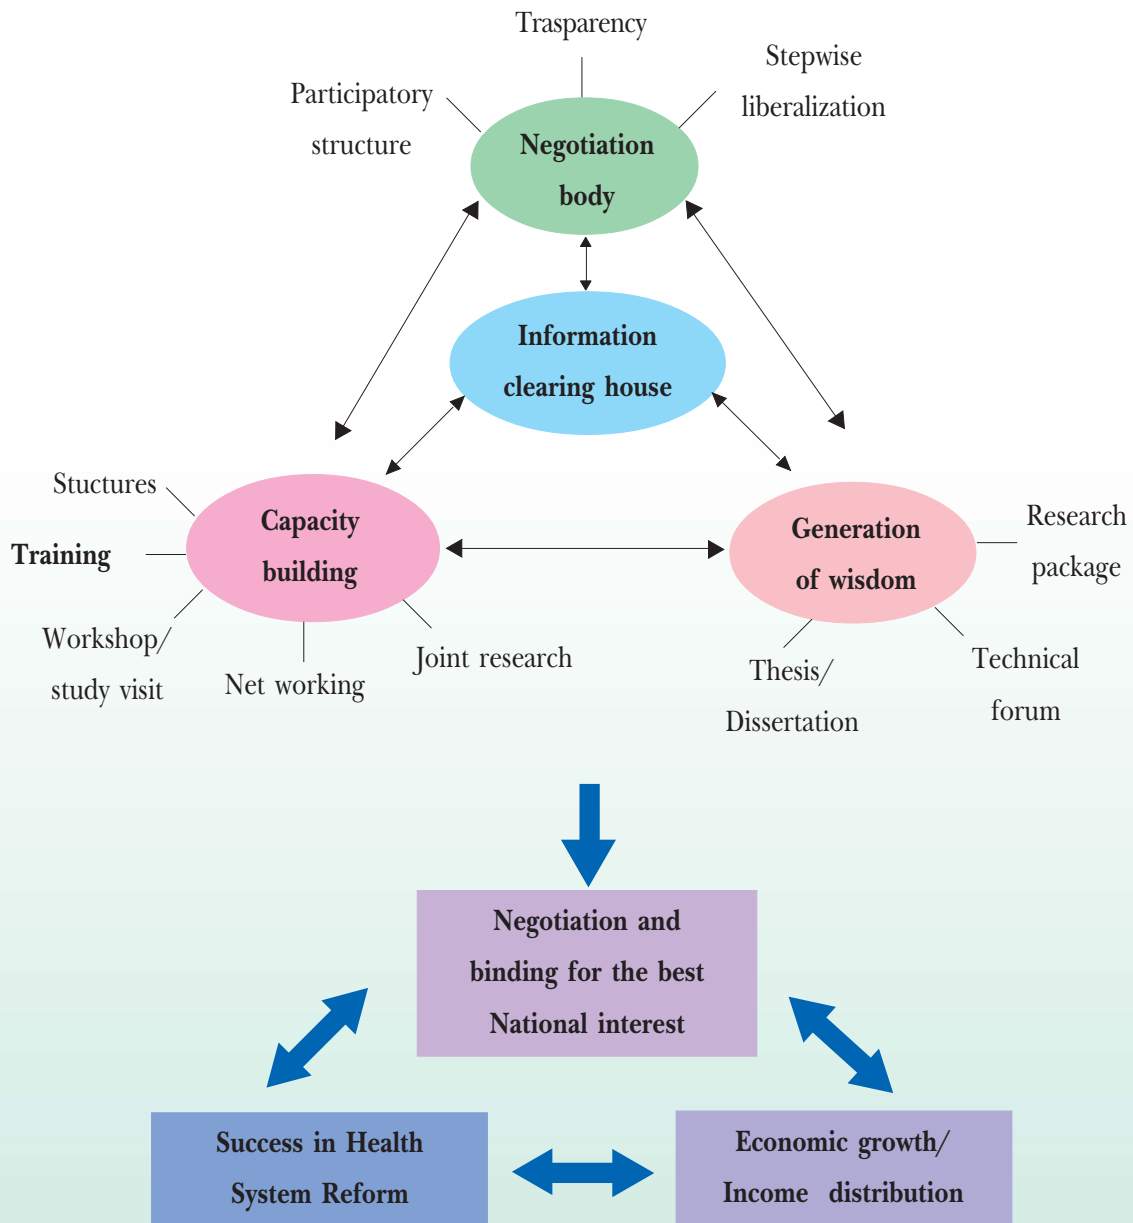 Trasparency
Stepwise
liberalization
Participatory
structure
Negotiation
body
Information
clearing house
Stuctures
Training
Capacity
building
Workshop/
study visit
Net working
Joint research
Generation
of wisdom
Research
package
Thesis/
Dissertation
Technical
forum
Negotiation and
binding for the best
National interest
Success in Health
System Reform
Economic growth/
Income distribution